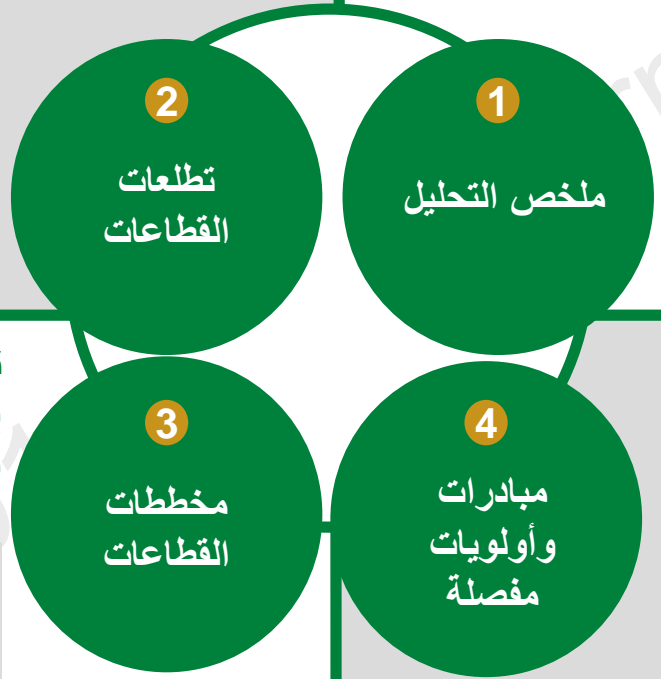 1
ملخص التحليل
2
تطلعات
القطاعات
3
مخططات
القطاعات
4
مبادرات
وأولويات
مفصلة